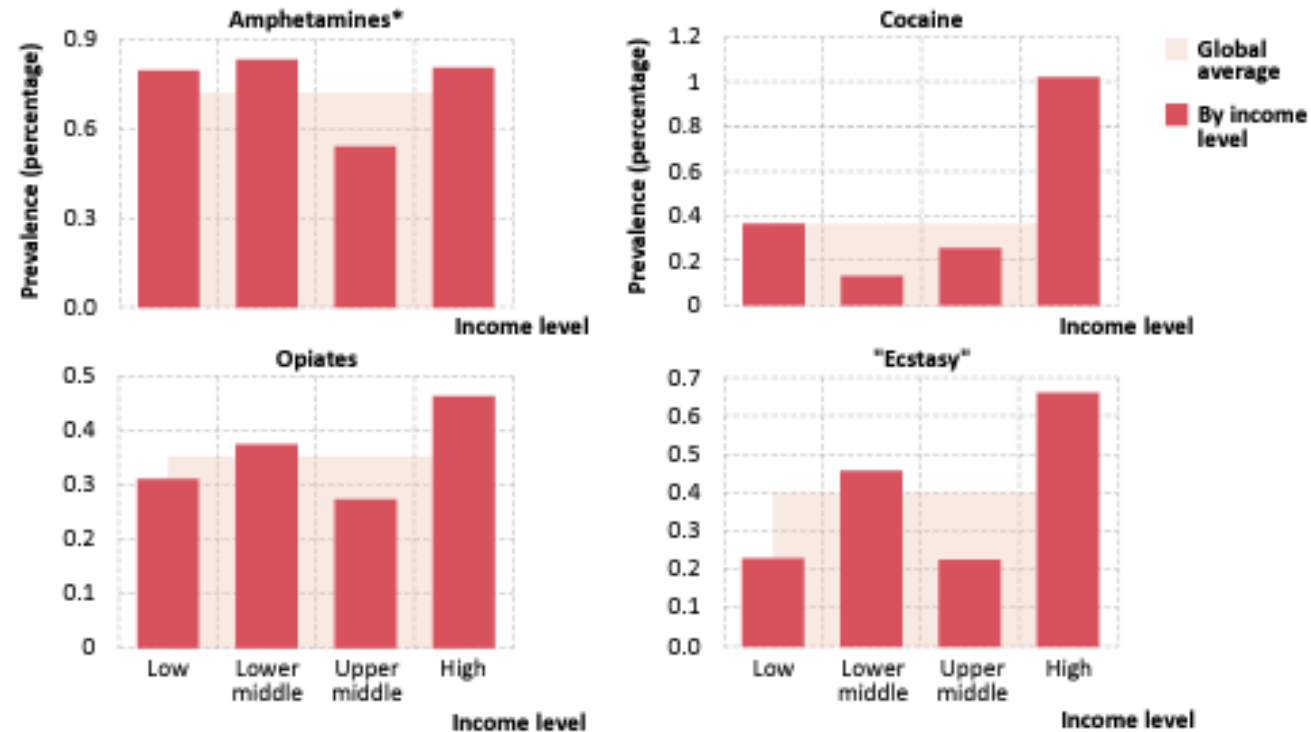 Amphetamines*
Prevalence (percentage)
0.9
0.6
0.3
0.0
Income level
Cocaine
Prevalence (percentage)
1.2
1
0.8
0.6
0.4
0.2
0
Income level
Global
average
By income
level
Opiates
0.5
0.4
0.3
0.2
0.1
0
Low
Lower
middle
Upper
middle
High
Income level
"Ecstasy"
0.7
0.6
0.5
0.4
0.3
0.2
0.1
0.0
Low
Lower
middle
Upper
middle
High
Income level